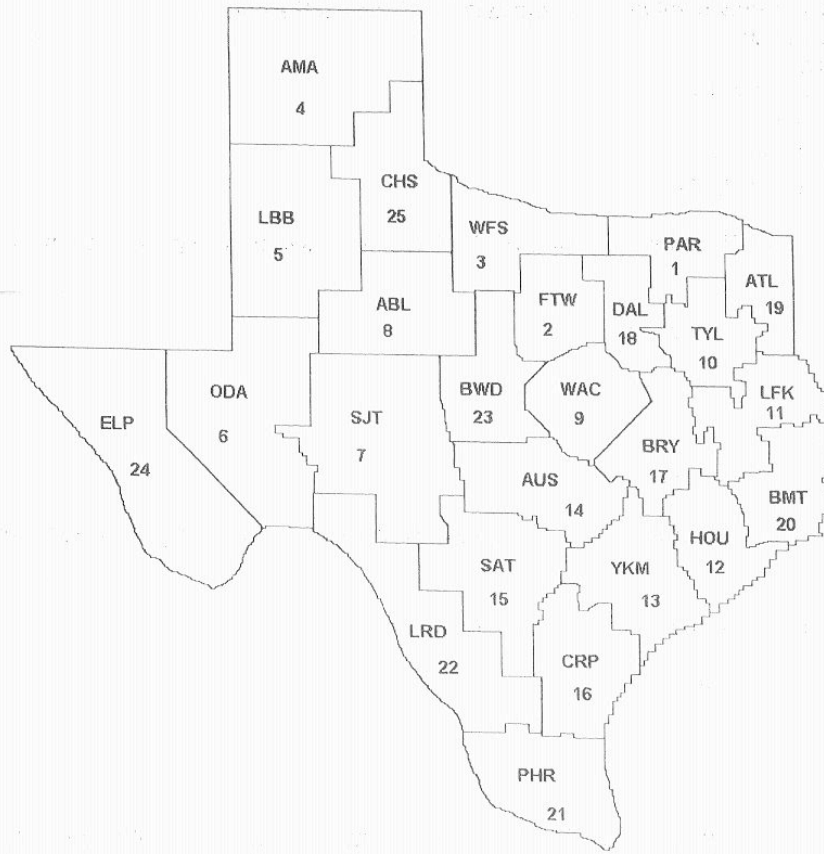 AMA
4
CHS
25
LBB
5
WFS
3
PAR
1
ATL
19
FTW
2
DAL
18
ABL
8
TYL
10
ODA
6
BWD
23
WAC
9
LFK
11
ELP
24
SJT
7
BRY
17
AUS
14
BMT
20
HOU
12
SAT
15
YKM
13
LRD
22
CRP
16
PHR
21